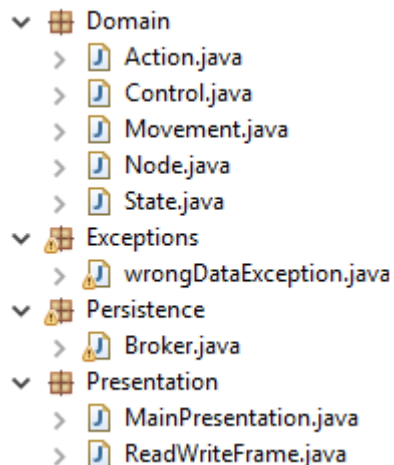 Domain
Action.java
Control.java
Movement.java
Node.java
State.java
Exceptions
wrongDataException.java
Persistence
Broker.java
Presentation
MainPresentation.java
ReadWriteFrame.java